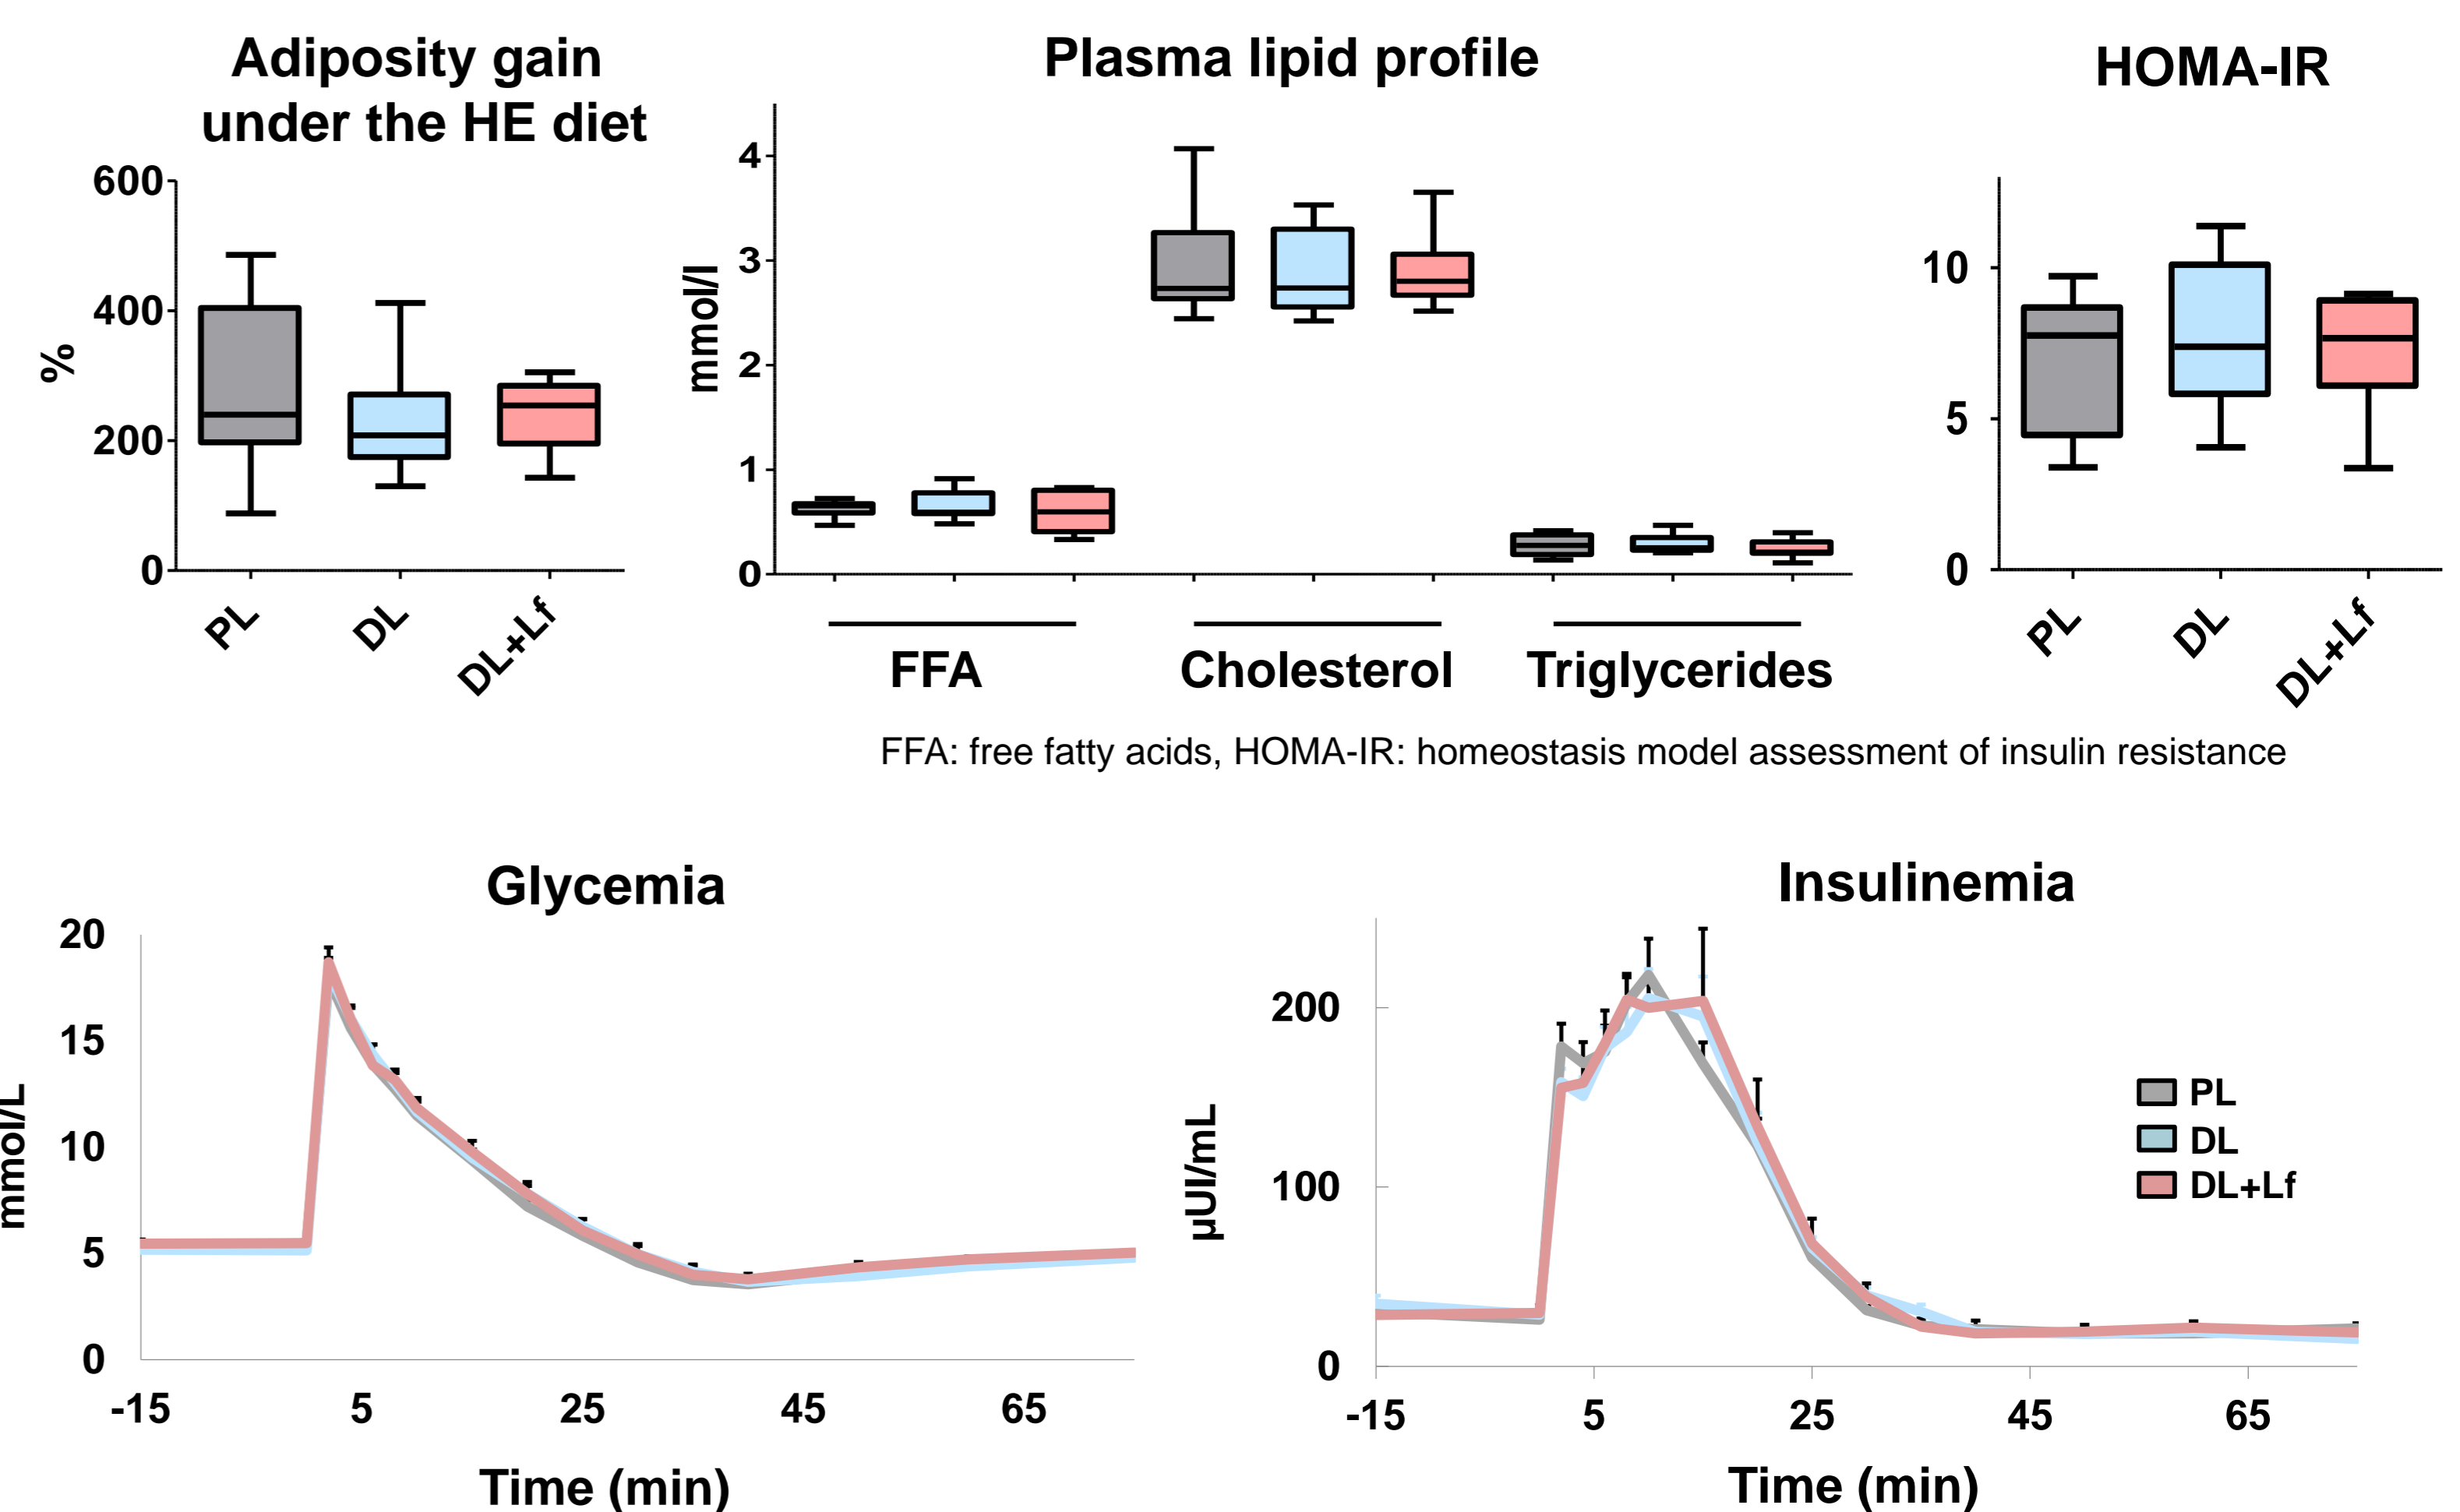 Adiposity gain
under the HE diet
600
400
200
0
%
PL
DL
DL+Lf
Plasma lipid profile
4
3
2
1
0
mmol/l
FFA
Cholesterol
Triglycerides
HOMA-IR
10
5
0
PL
DL
DL+Lf
FFA: free fatty acids, HOMA-IR: homeostasis model assessment of insulin resistance
Glycemia
20
15
10
5
0
mmol/L
-15 5 25 45 65
Time (min)
Insulinemia
200
100
0
µUI/mL
-15 5 25 45 65
Time (min)
PL
DL
DL+Lf